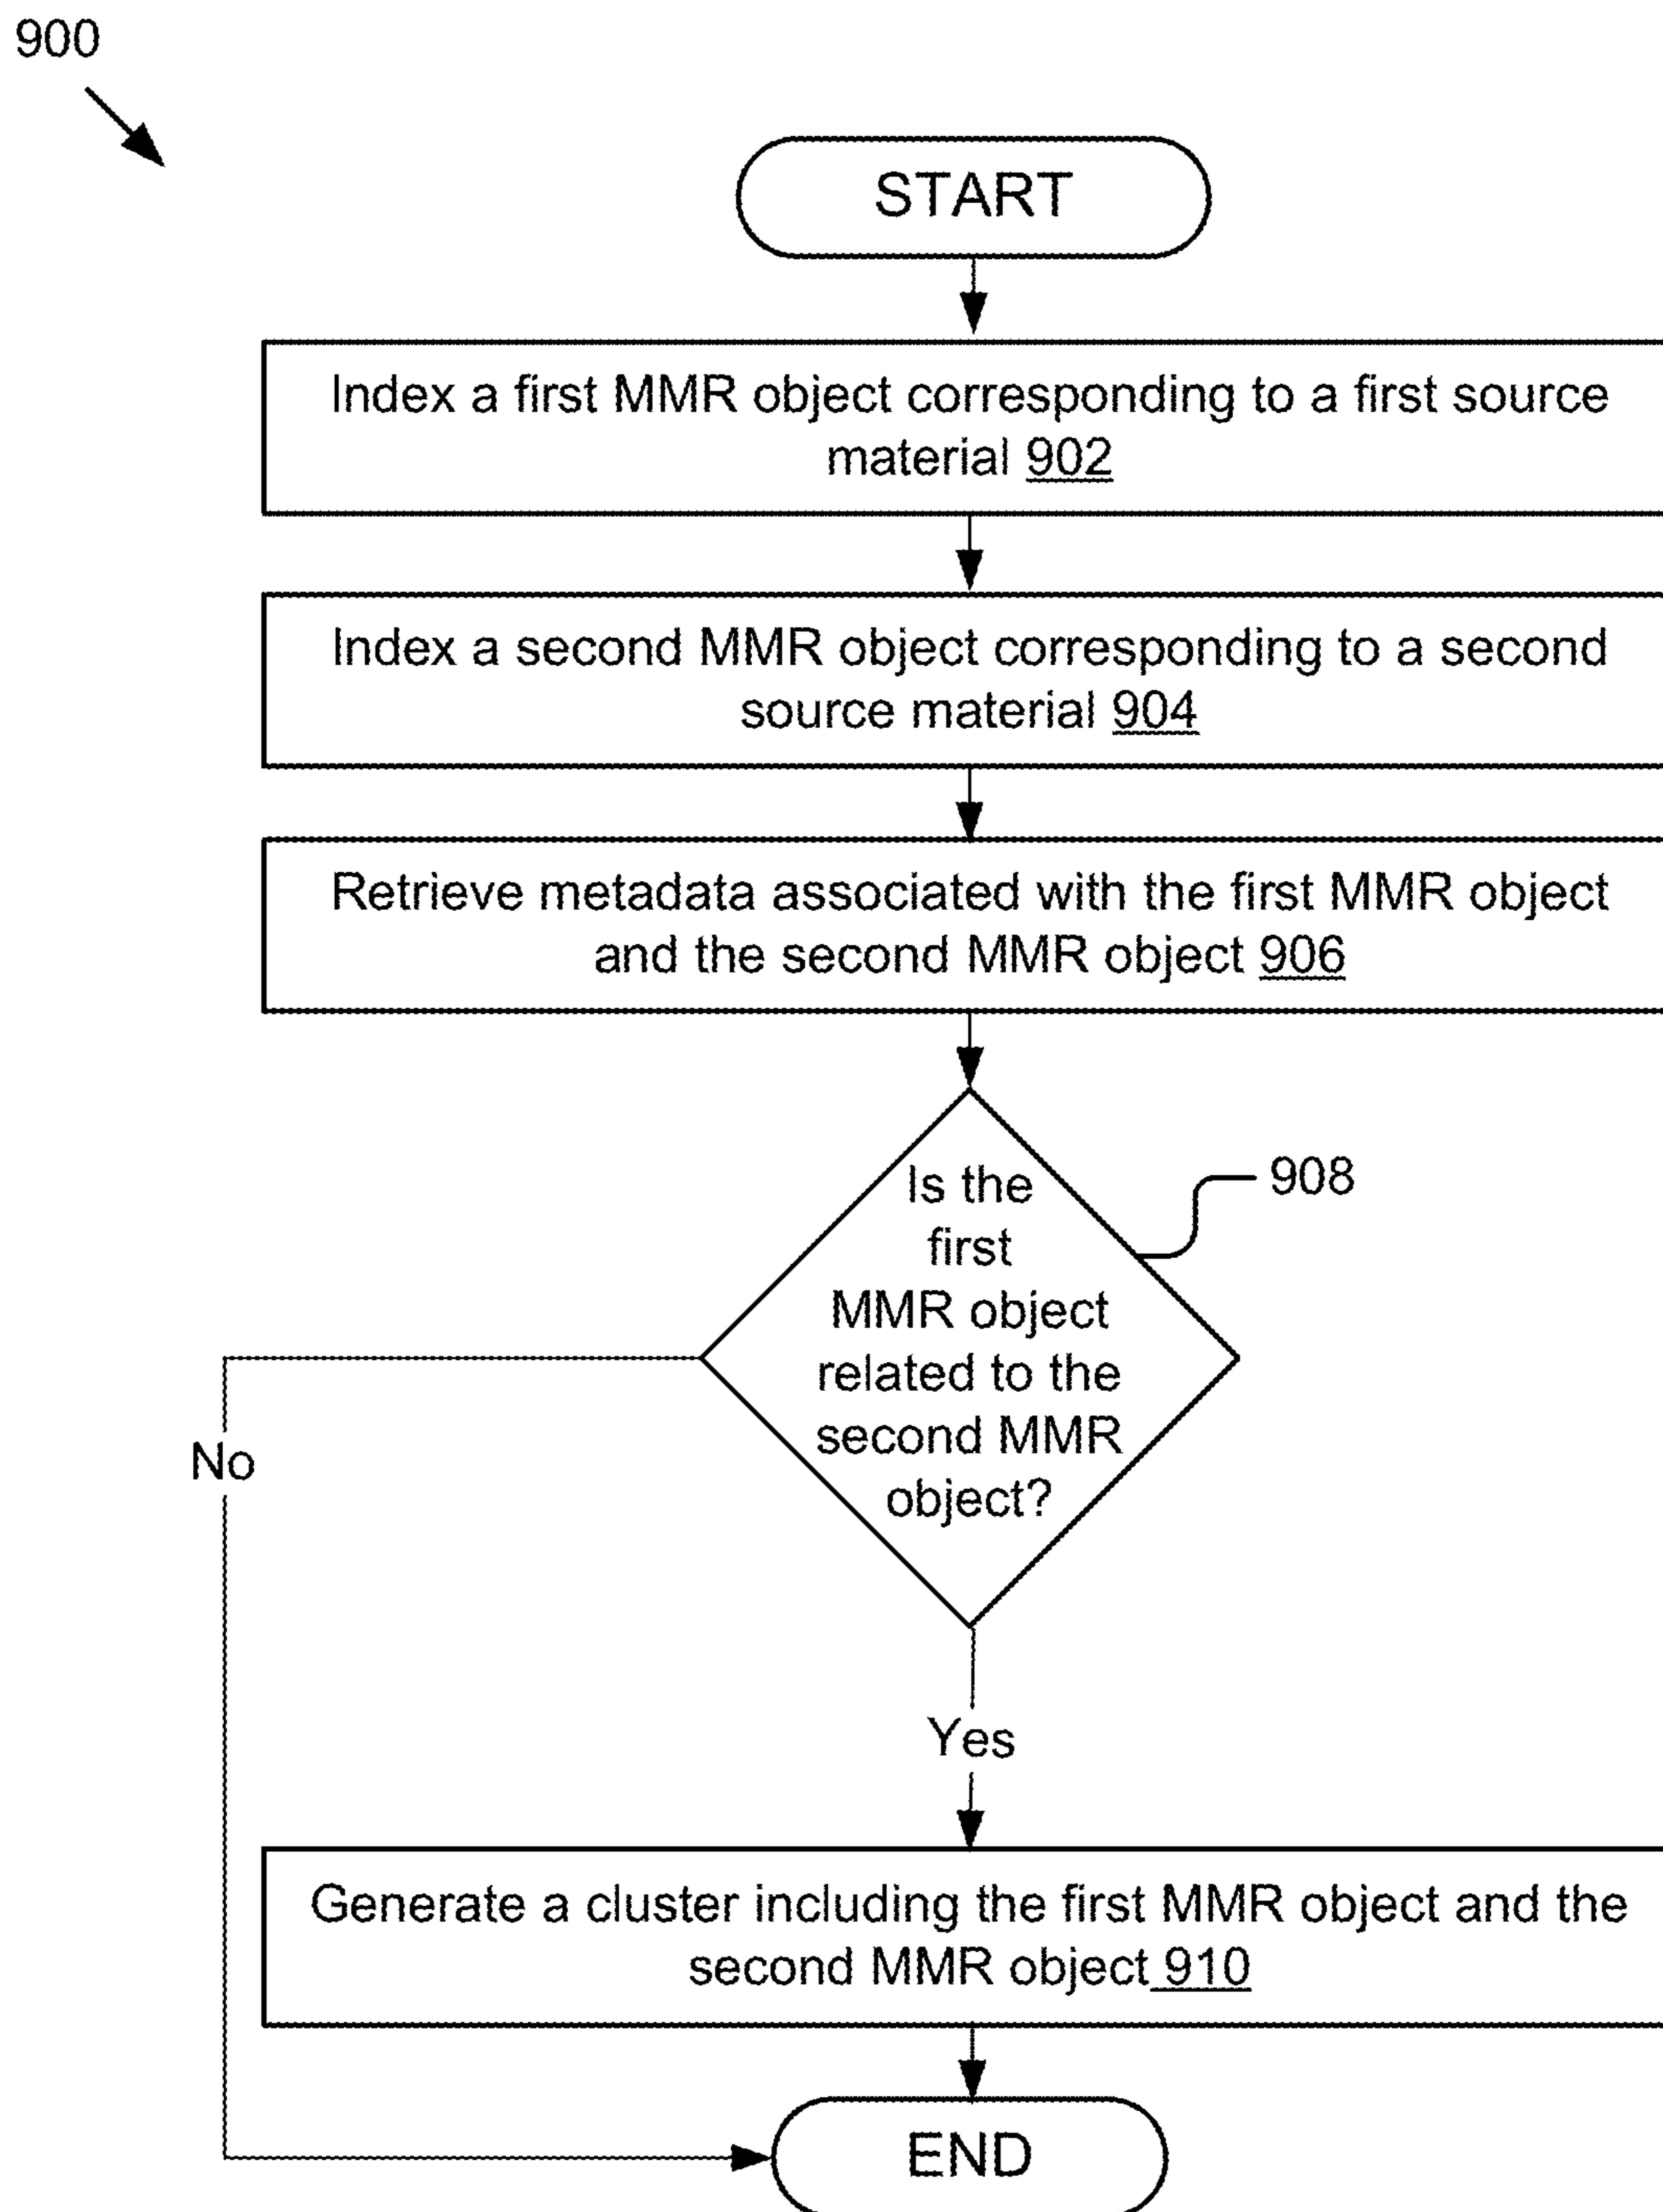 900
START
Index a first MMR object corresponding to a first source
material 902
Index a second MMR object corresponding to a second
source material 904
Retrieve metadata associated with the first MMR object
and the second MMR object 906
Is the
first
MMR object
related to the
second MMR
object?
908
No
Yes
Generate a cluster including the first MMR object and the
second MMR object 910
END